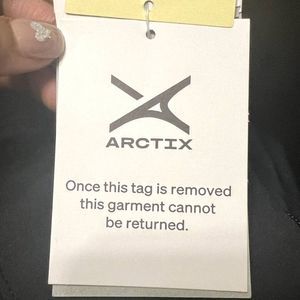 ARCTIX
Once this tag is removed
this garment cannot
be returned.